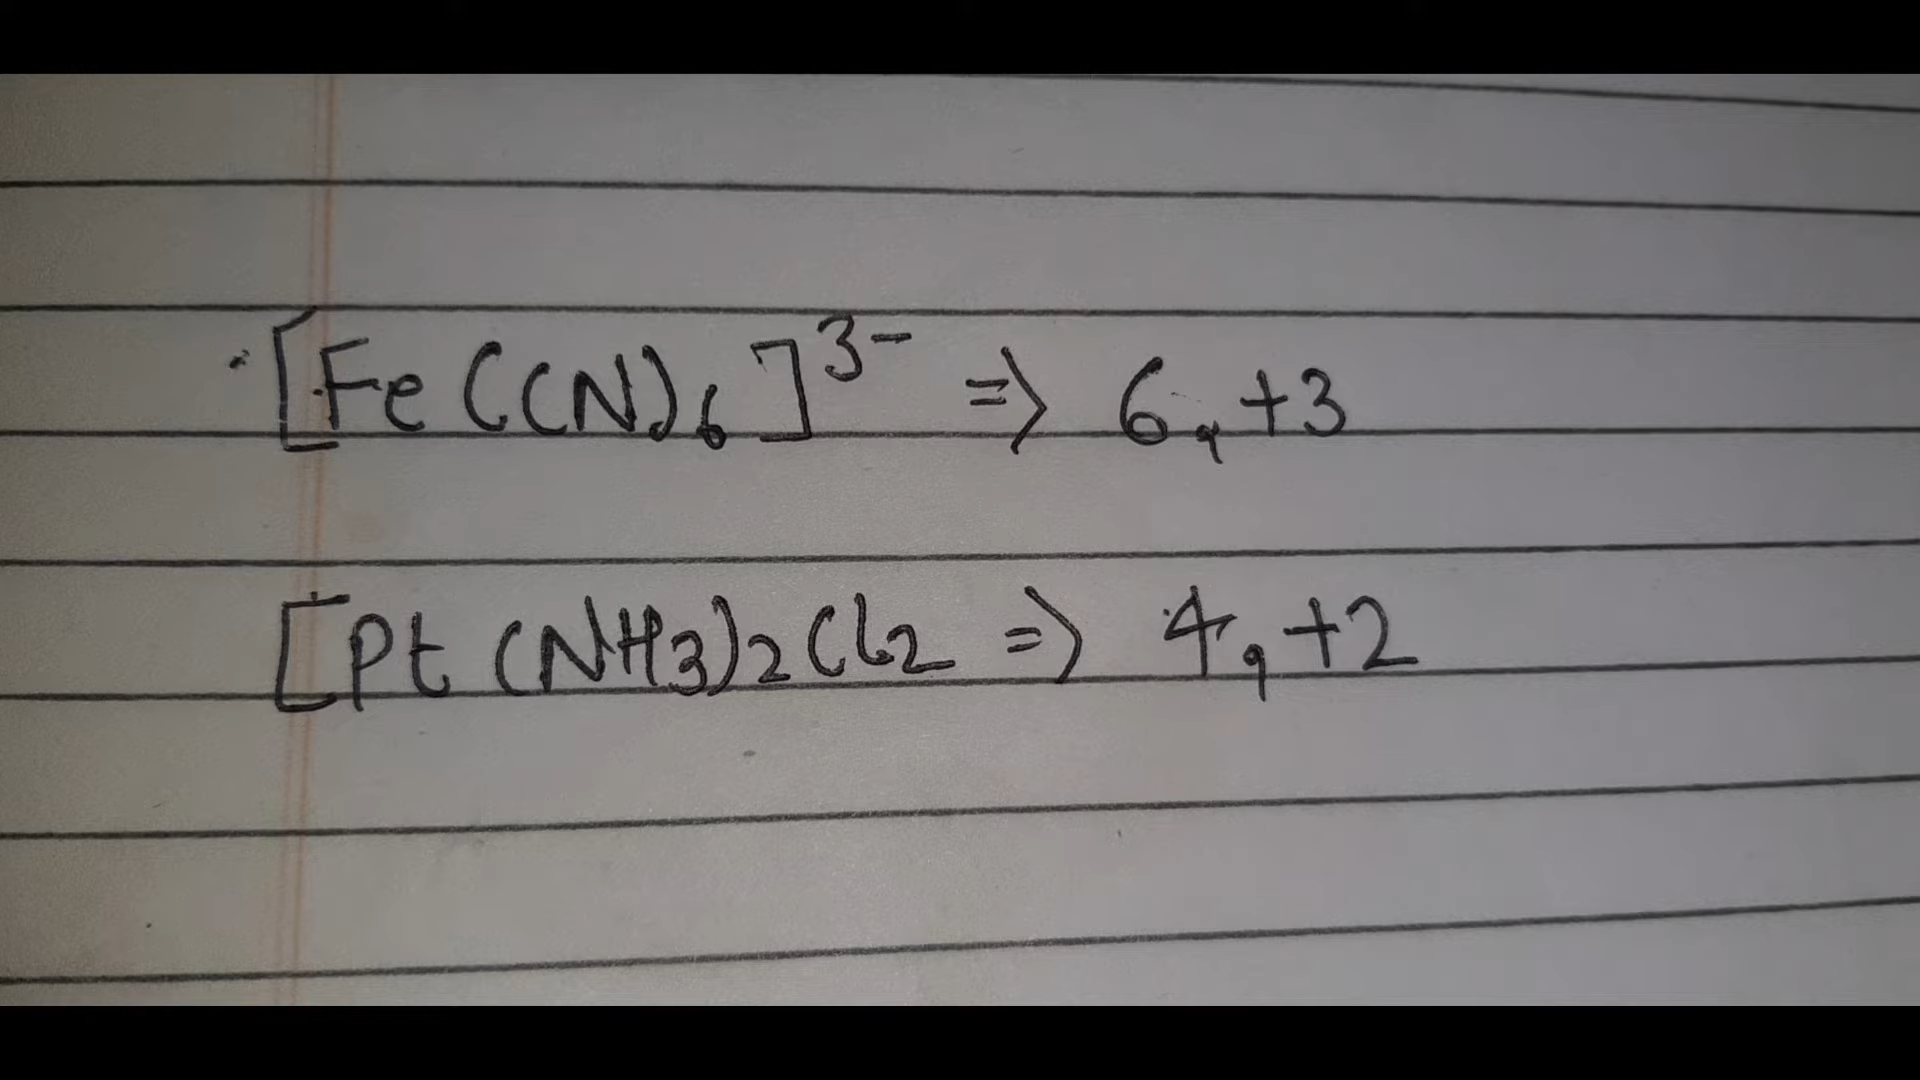 [Fe(CN)6]3- => 6, +3
[Pt(NH3)2Cl2 => 4, +2